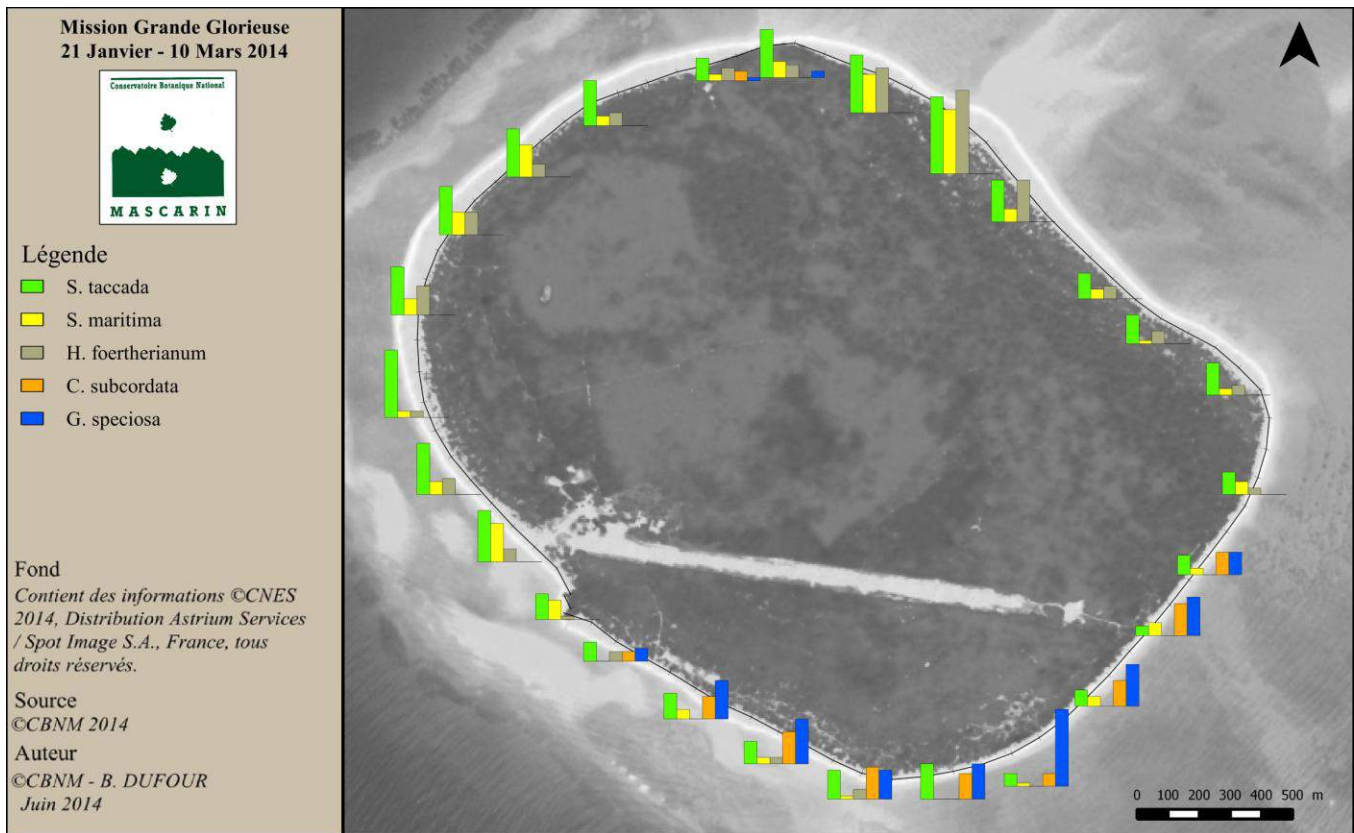 Mission Grande Glorieuse
21 Janvier - 10 Mars 2014
Conservatoire Botanique National
MASCARIN
Légende
S. taccada
S. maritima
H. foertherianum
C. subcordata
G. speciosa
Fond
Contient des informations ©CNES
2014, Distribution Astrium Services
/ Spot Image S.A., France, tous
droits réservés.
Source
©CBNM 2014
Auteur
©CBNM - B. DUFOUR
Juin 2014
0 100 200 300 400 500 m